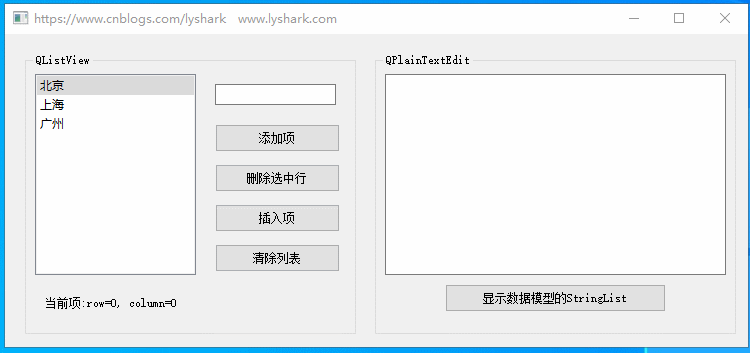 https://www.cnblogs.com/lyshark   www.lyshark.com
QListView
北京
上海
广州
添加项
删除选中行
插入项
清除列表
当前项:row=0, column=0
QPlainTextEdit
显示数据模型的StringList